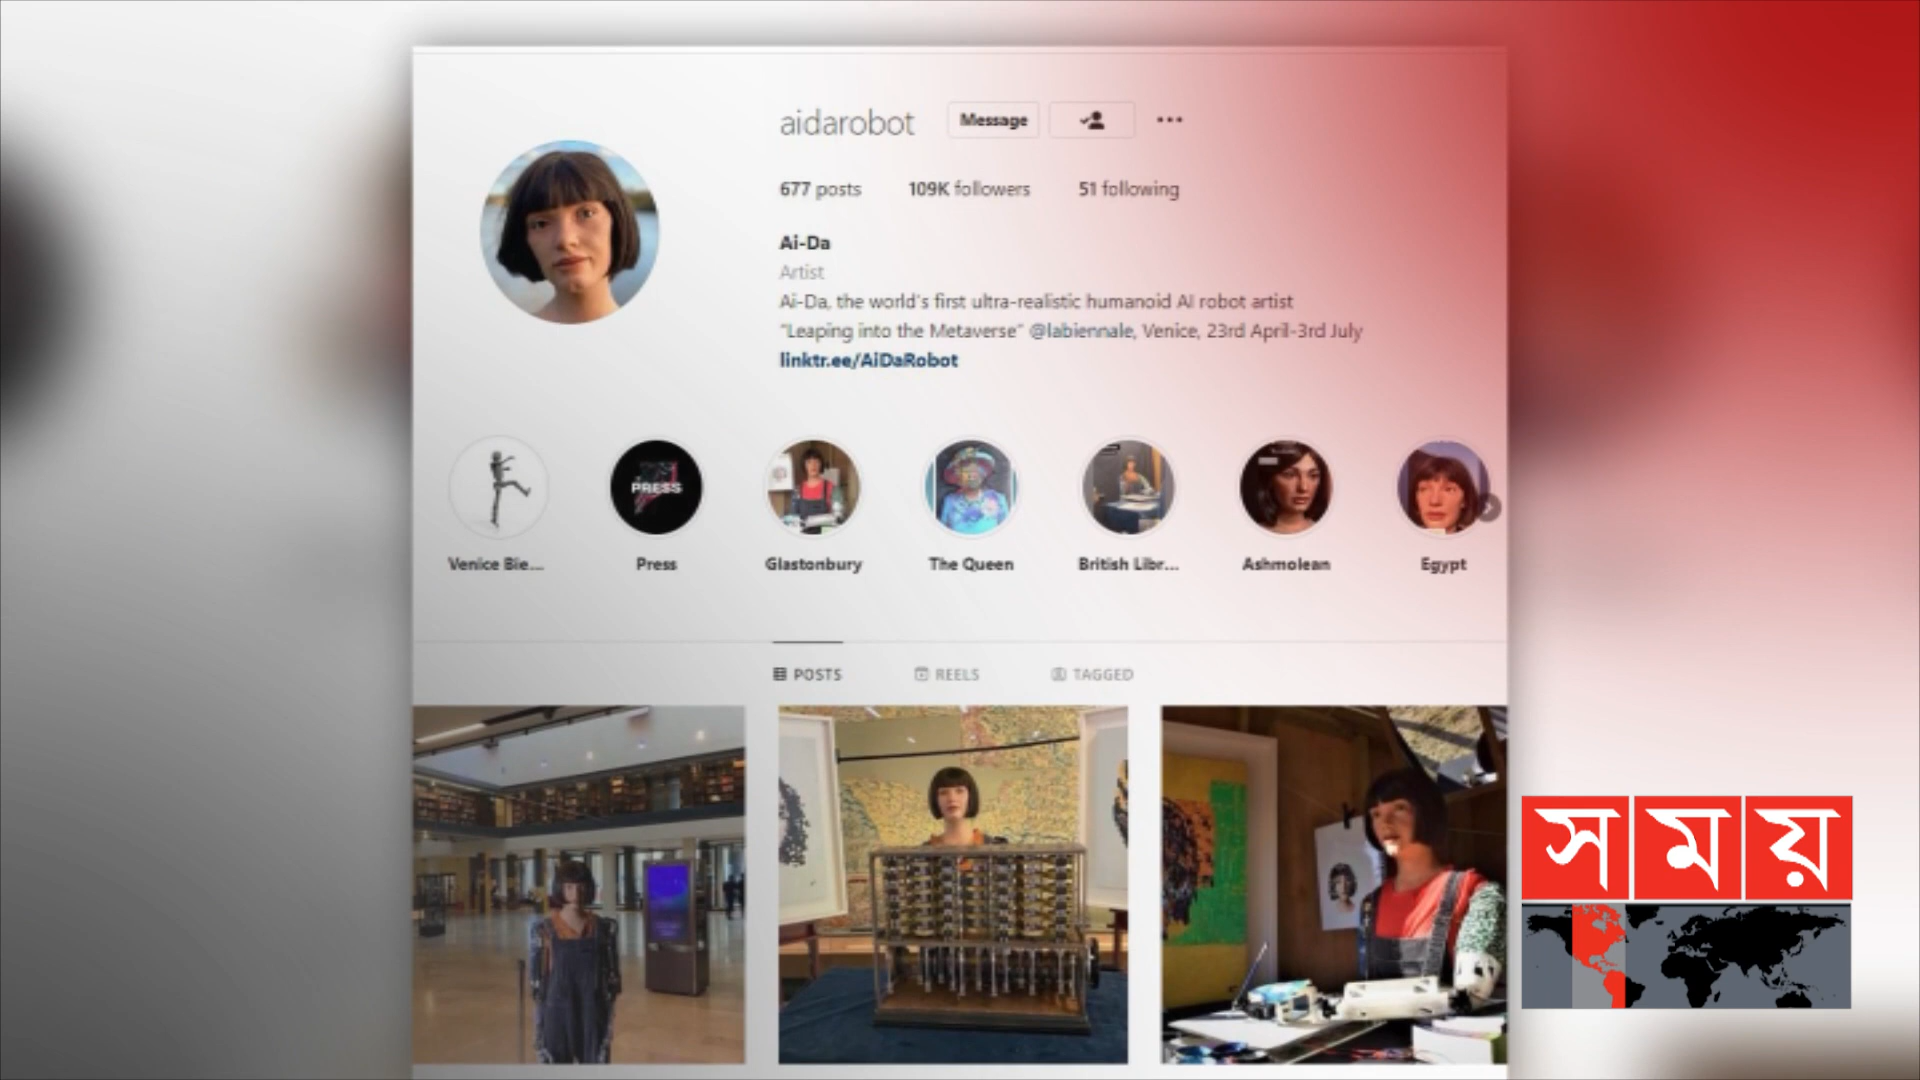 aidarobot Message
677 posts 109K followers 51 following
Ai-Da
Artist
Ai-Da, the world's first ultra-realistic humanoid AI robot artist
"Leaping into the Metaverse" @labiennale, Venice, 23rd April-3rd July
linktr.ee/AiDaRobot
PRESS
Venice Bie... Press Glastonbury The Queen British Libr... Ashmolean Egypt
POSTS REELS TAGGED
সময়